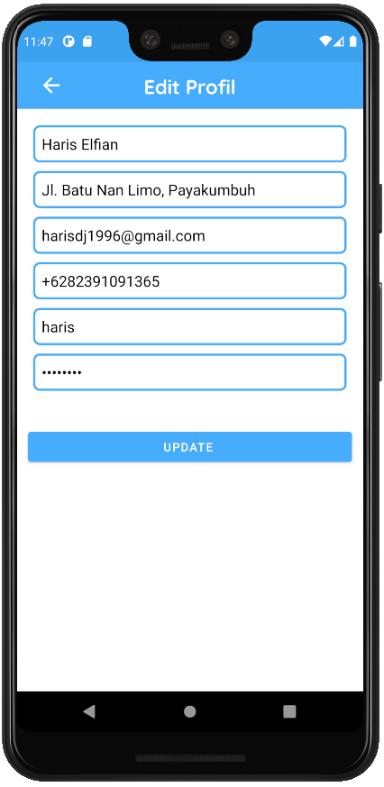 11:47
Edit Profil
Haris Elfian
Jl. Batu Nan Limo, Payakumbuh
harisdj1996@gmail.com
+6282391091365
haris
••••••••
UPDATE